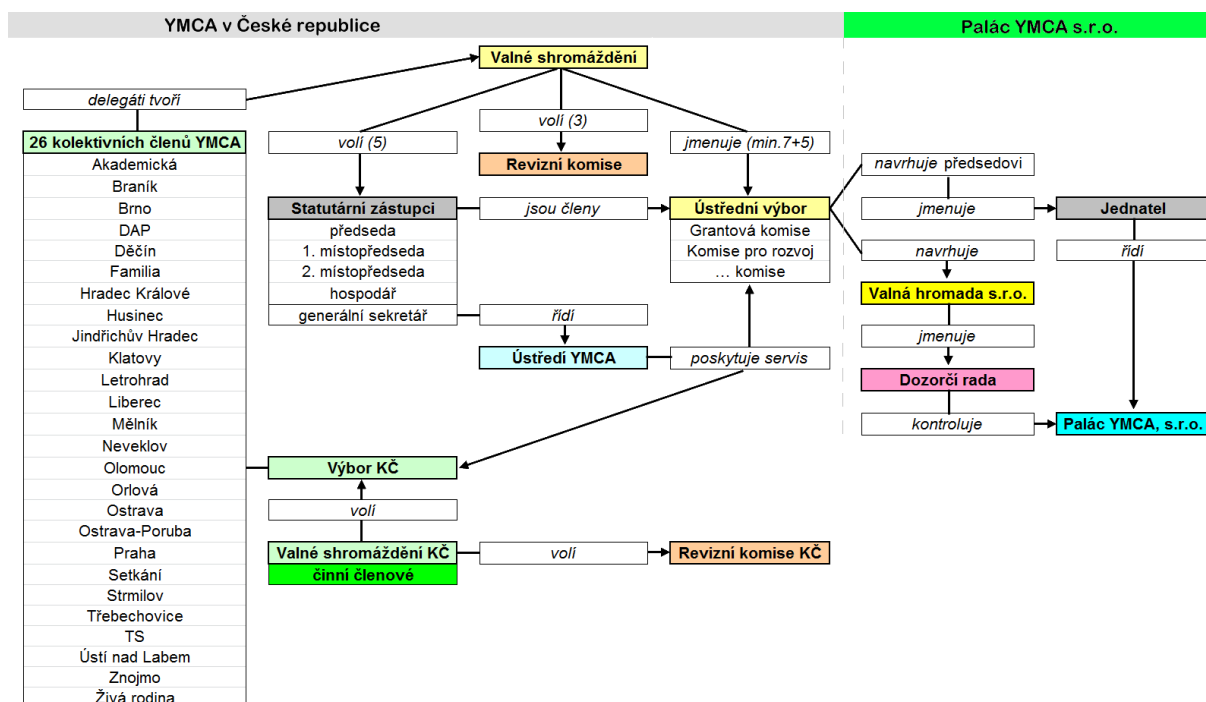 YMCA v České republice
Palác YMCA s.r.o.
Valné shromáždění
delegáti tvoří
volí (5)
volí (3)
jmenuje (min.7+5)
26 kolektivních členů YMCA
Akademická
Braník
Brno
DAP
Děčín
Familia
Hradec Králové
Husinec
Jindřichův Hradec
Klatovy
Letrohrad
Liberec
Mělník
Neveklov
Olomouc
Orlová
Ostrava
Ostrava-Poruba
Praha
Setkání
Strmilov
Třebechovice
TS
Ústí nad Labem
Znojmo
Živá rodina
Revizní komise
Statutární zástupci
předseda
1. místopředseda
2. místopředseda
hospodář
generální sekretář
jsou členy
Ústřední výbor
Grantová komise
Komise pro rozvoj
... komise
řídí
Ústředí YMCA
poskytuje servis
Výbor KČ
volí
Valné shromáždění KČ
činní členové
volí
Revizní komise KČ
navrhuje předsedovi
jmenuje
Jednatel
navrhuje
řídí
Valná hromada s.r.o.
jmenuje
Dozorčí rada
kontroluje
Palác YMCA, s.r.o.